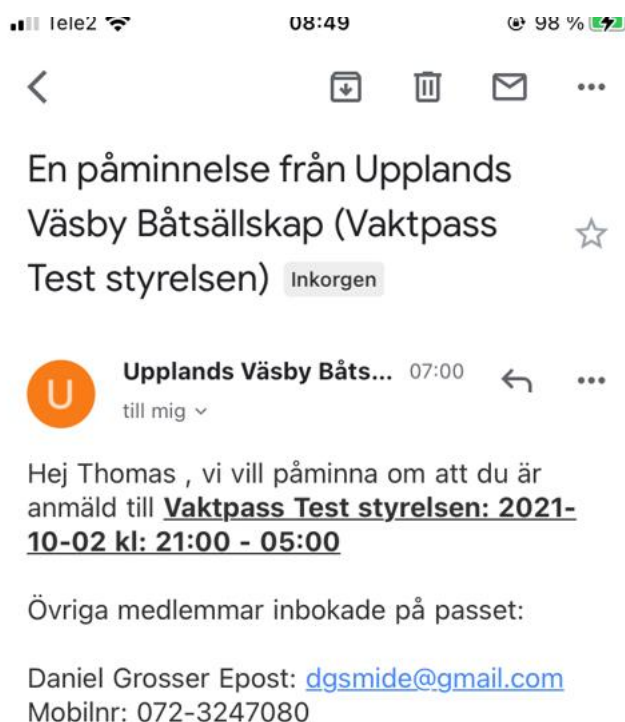 Tele2 08:49 98 %
En påminnelse från Upplands
Väsby Båtsällskap (Vaktpass
Test styrelsen) Inkorgen
U Upplands Väsby Båts... 07:00
till mig
Hej Thomas , vi vill påminna om att du är
anmäld till Vaktpass Test styrelsen: 2021-
10-02 kl: 21:00 - 05:00
Övriga medlemmar inbokade på passet:
Daniel Grosser Epost: dgsmide@gmail.com
Mobilnr: 072-3247080